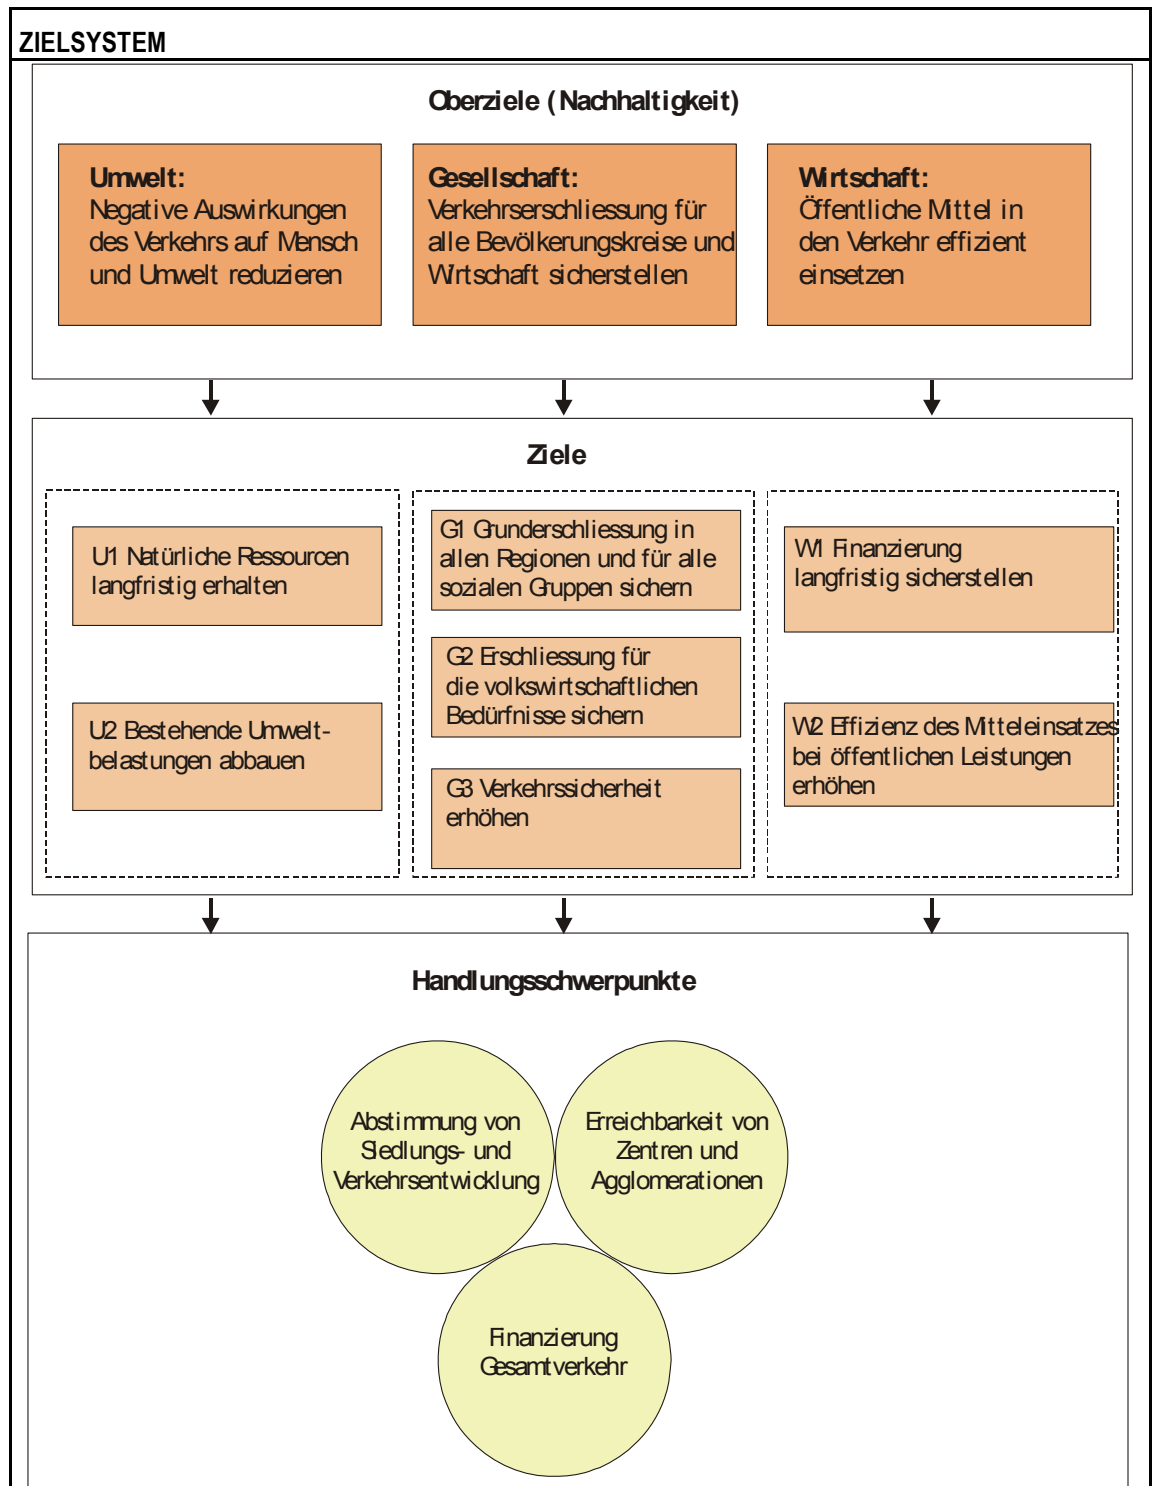 ZIELSYSTEM
Oberziele (Nachhaltigkeit)
Umwelt:
Negative Auswirkungen
des Verkehrs auf Mensch
und Umwelt reduzieren
Gesellschaft:
Verkehrserschliessung für
alle Bevölkerungskreise und
Wirtschaft sicherstellen
Wirtschaft:
Öffentliche Mittel in
den Verkehr effizient
einsetzen
Ziele
U1 Natürliche Ressourcen
langfristig erhalten
U2 Bestehende Umwelt-
belastungen abbauen
G1 Grunderschliessung in
allen Regionen und für alle
sozialen Gruppen sichern
G2 Erschliessung für
die volkswirtschaftlichen
Bedürfnisse sichern
G3 Verkehrssicherheit
erhöhen
W1 Finanzierung
langfristig sicherstellen
W2 Effizienz des Mitteleinsatzes
bei öffentlichen Leistungen
erhöhen
Handlungsschwerpunkte
Abstimmung von
Siedlungs- und
Verkehrsentwicklung
Erreichbarkeit von
Zentren und
Agglomerationen
Finanzierung
Gesamtverkehr